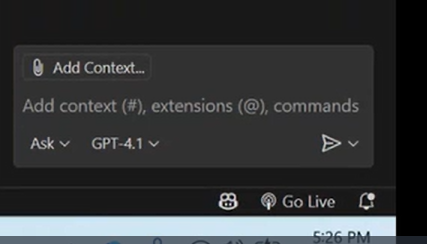 Add Context...
Add context (#), extensions (@), commands
Ask GPT-4.1
Go Live
5:26 PM